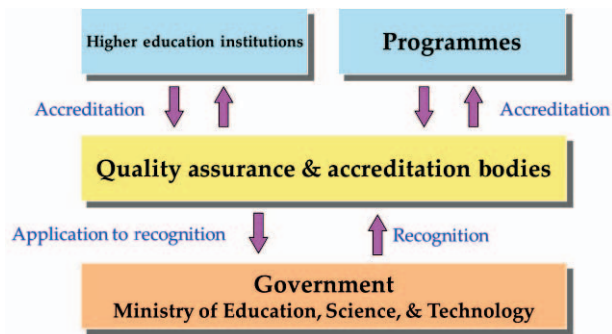 Higher education institutions
Programmes
Accreditation
Accreditation
Quality assurance & accreditation bodies
Application to recognition
Recognition
Government
Ministry of Education, Science, & Technology